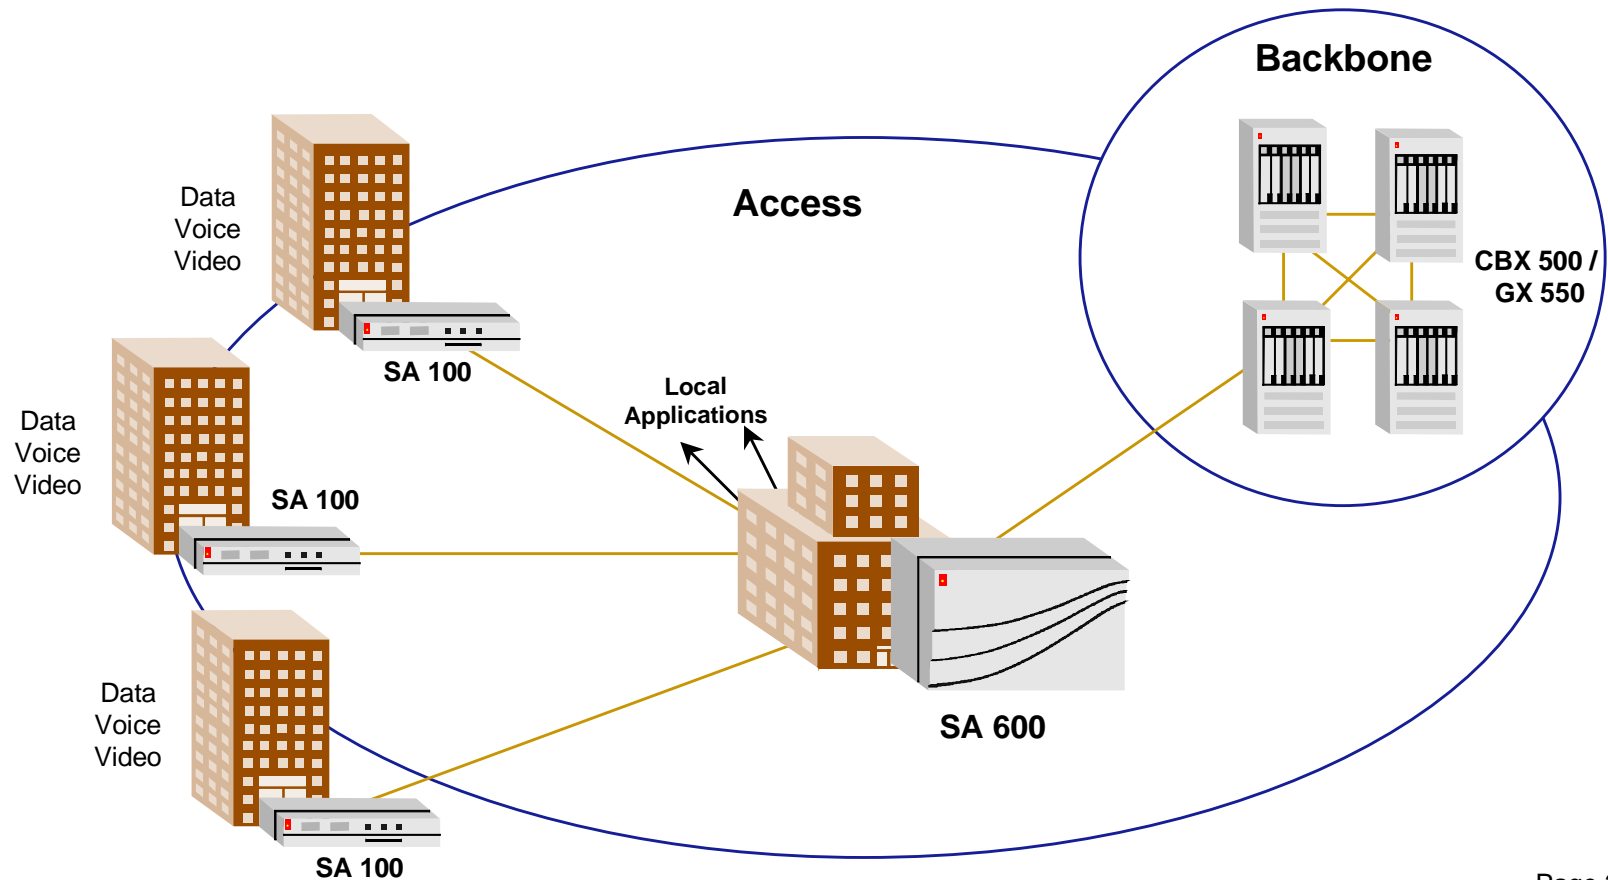 Backbone
Access
Data
Voice
Video
CBX 500 /
GX 550
SA 100
Local
Applications
Data
Voice
Video
SA 100
Data
Voice
Video
SA 600
SA 100
Page